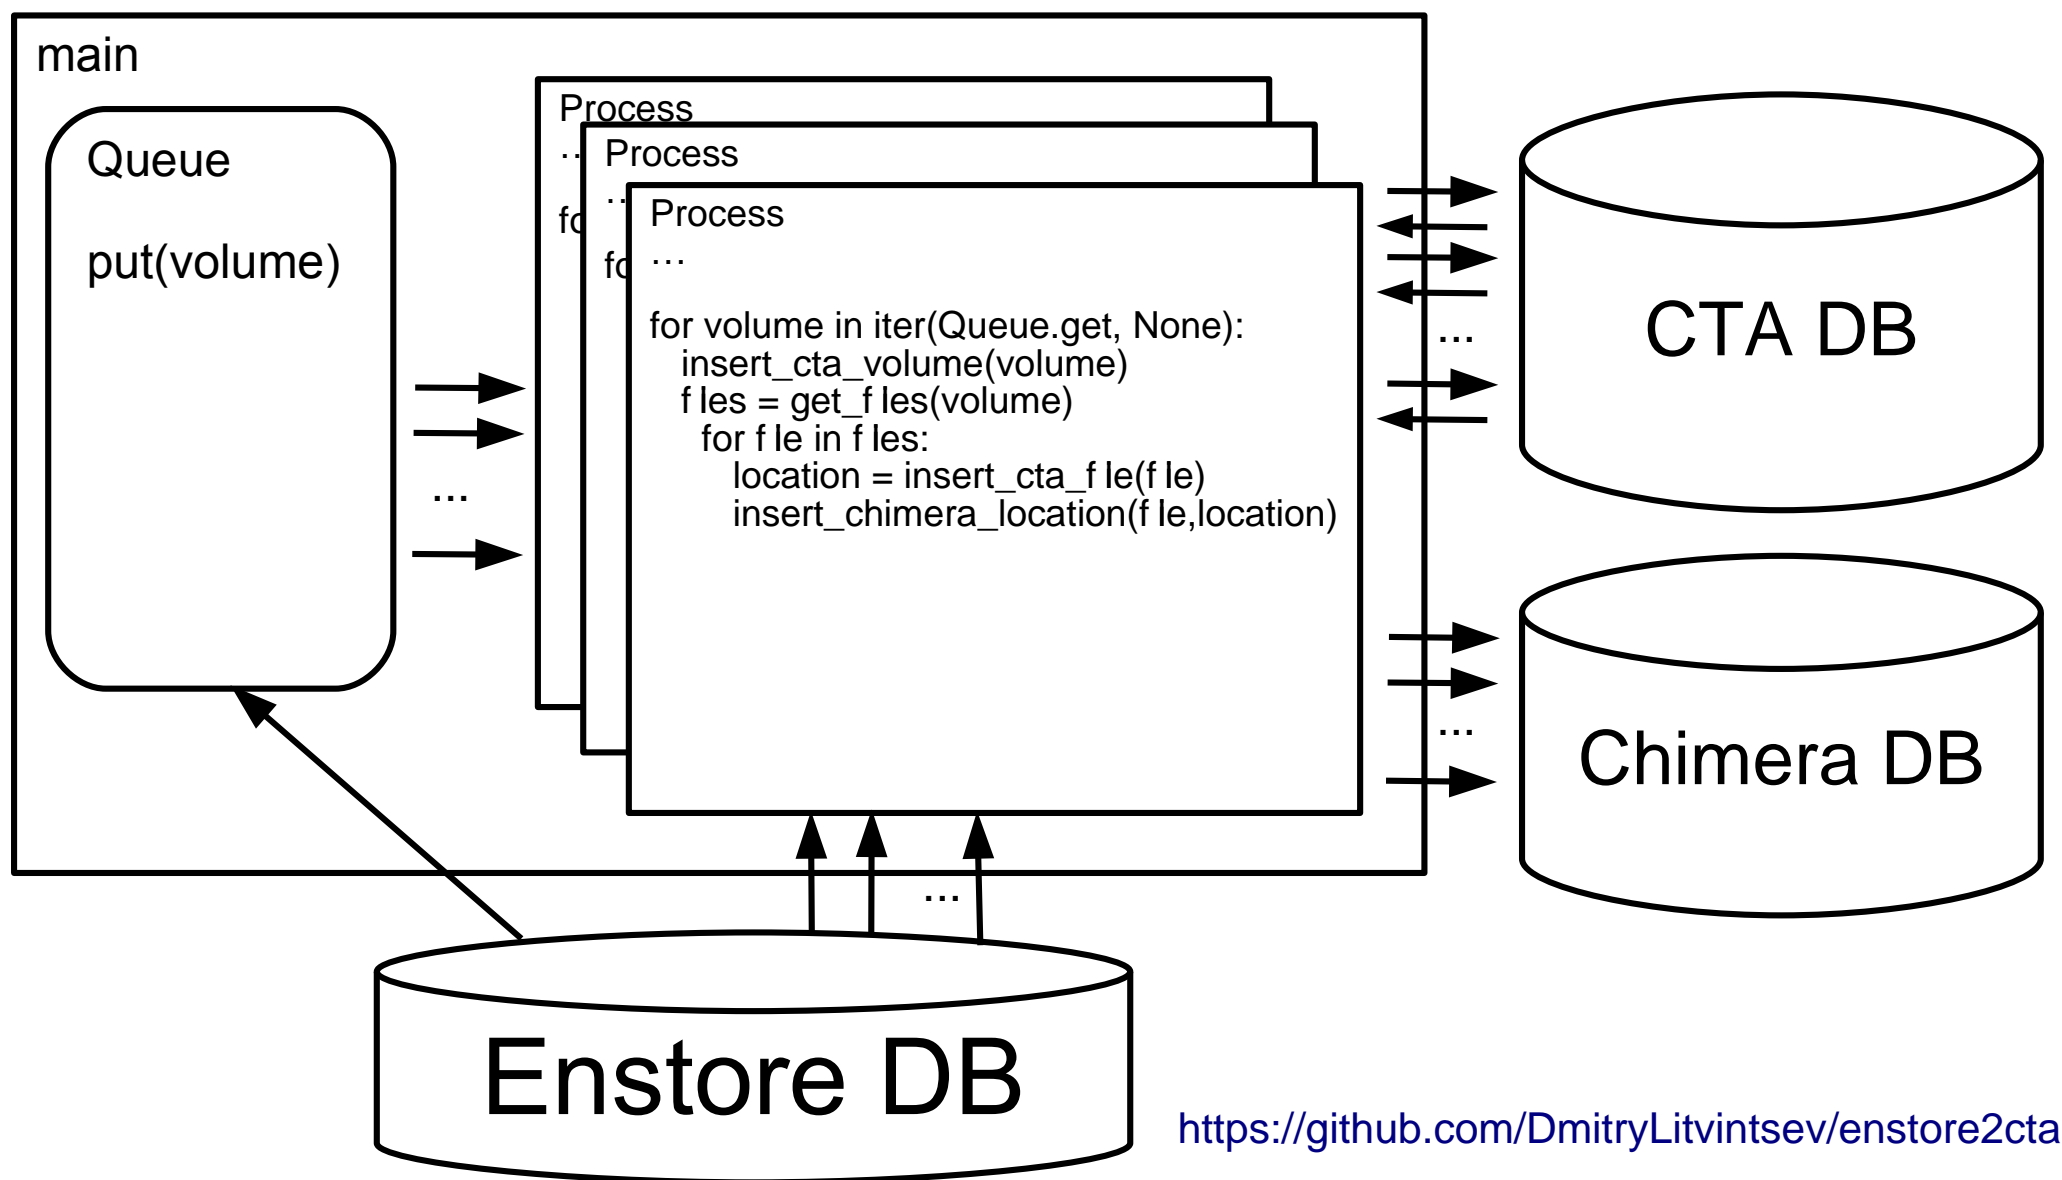 main
Queue
put(volume)
...
Process
...
fo
Process
...
fo
Process
...
for volume in iter(Queue.get, None):
insert_cta_volume(volume)
f les = get_f les(volume)
for f le in f les:
location = insert_cta_f le(f le)
insert_chimera_location(f le,location)
...
CTA DB
...
Chimera DB
...
Enstore DB
https://github.com/DmitryLitvintsev/enstore2cta